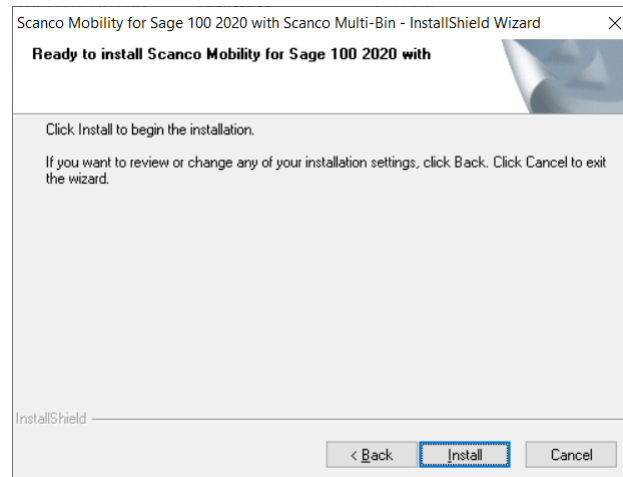 Scanco Mobility for Sage 100 2020 with Scanco Multi-Bin - InstallShield Wizard
Ready to install Scanco Mobility for Sage 100 2020 with
Click Install to begin the installation.
If you want to review or change any of your installation settings, click Back. Click Cancel to exit
the wizard.
InstallShield
< Back Install Cancel